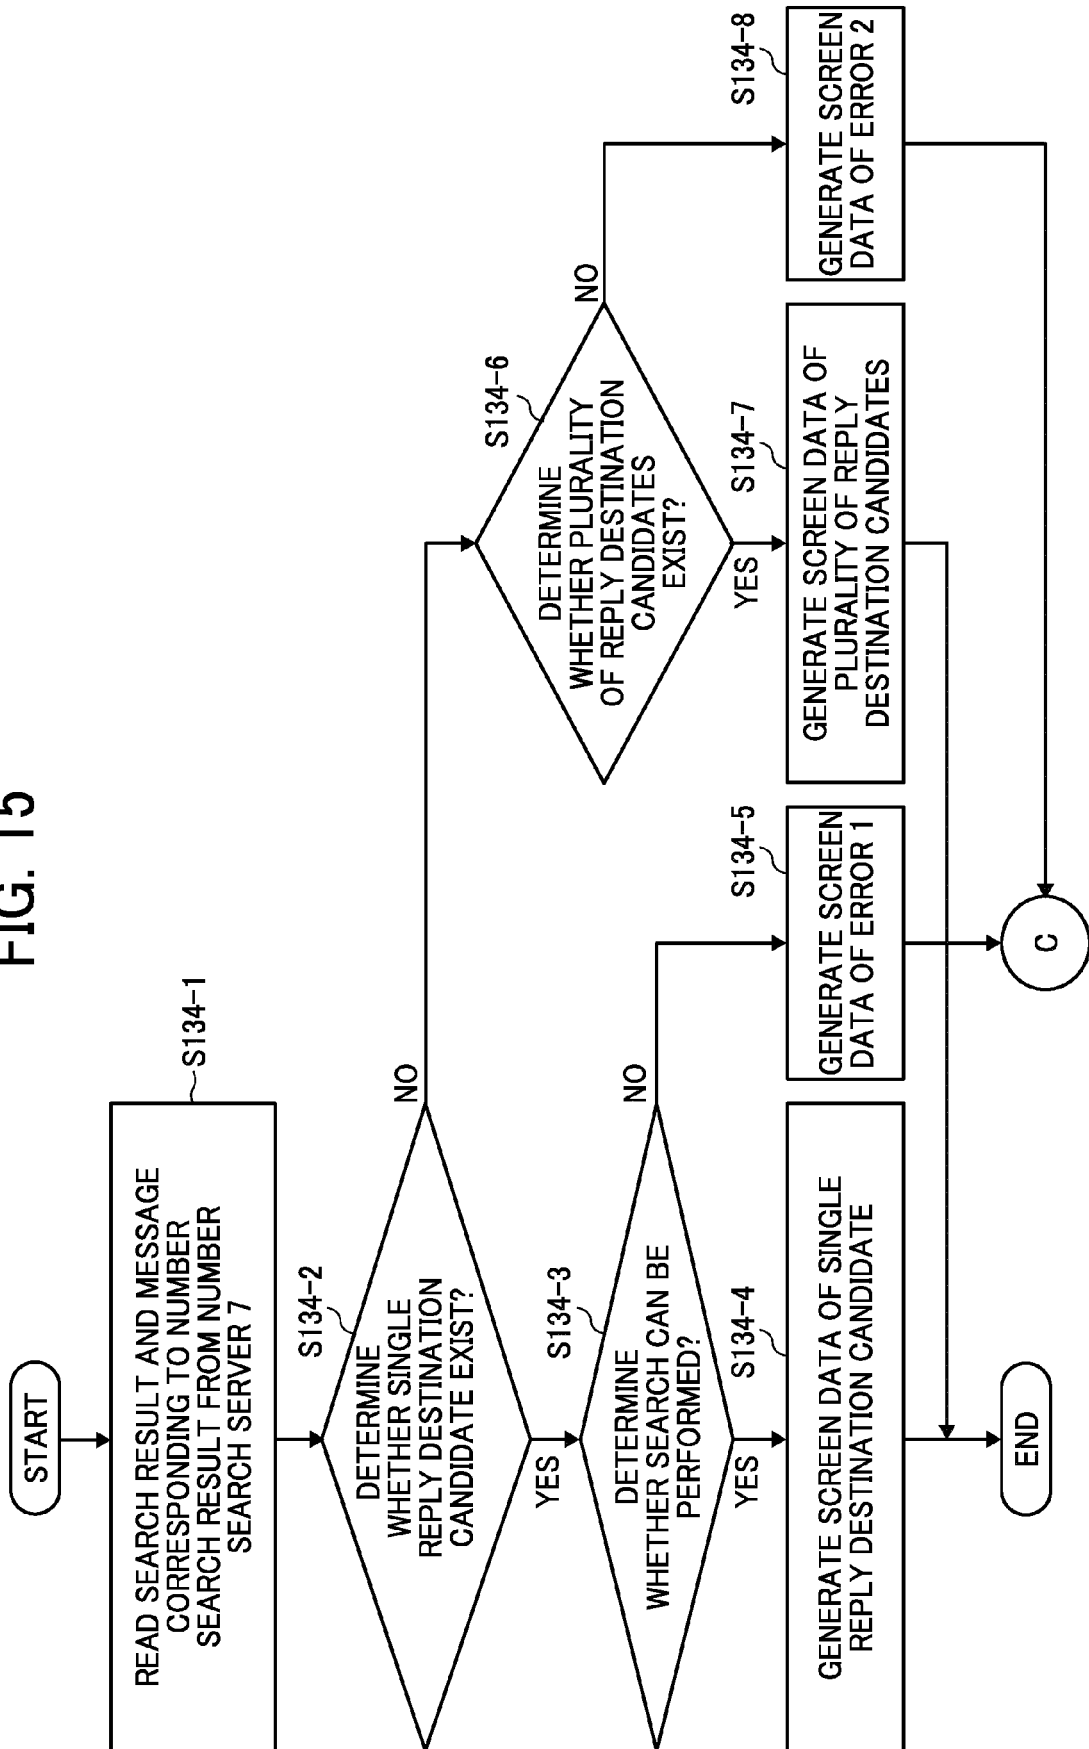 FIG. 15
START
READ SEARCH RESULT AND MESSAGE
CORRESPONDING TO NUMBER
SEARCH RESULT FROM NUMBER
SEARCH SERVER 7
S134-1
DETERMINE
WHETHER SINGLE
REPLY DESTINATION
CANDIDATE EXIST?
S134-2
NO
YES
DETERMINE
WHETHER SEARCH CAN BE
PERFORMED?
S134-3
NO
YES
GENERATE SCREEN DATA OF SINGLE
REPLY DESTINATION CANDIDATE
S134-4
GENERATE SCREEN
DATA OF ERROR 1
S134-5
DETERMINE
WHETHER PLURALITY
OF REPLY DESTINATION
CANDIDATES
EXIST?
S134-6
NO
YES
GENERATE SCREEN DATA OF
PLURALITY OF REPLY
DESTINATION CANDIDATES
S134-7
GENERATE SCREEN
DATA OF ERROR 2
S134-8
END
C